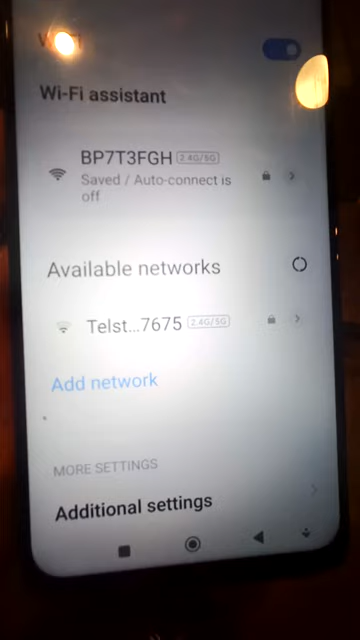 Wi-Fi assistant
BP7T3FGH 2.4G/5G
Saved / Auto-connect is
off
Available networks
Telst...7675 2.4G/5G
Add network
MORE SETTINGS
Additional settings